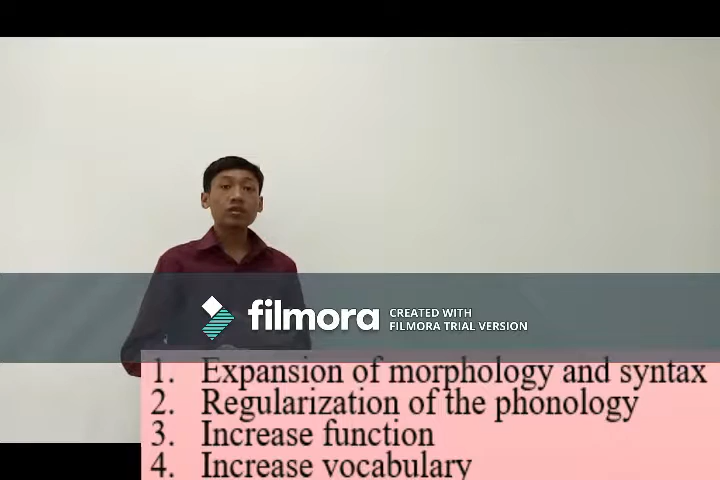 filmora
CREATED WITH
FILMORA TRIAL VERSION
1. Expansion of morphology and syntax
2. Regularization of the phonology
3. Increase function
4. Increase vocabulary